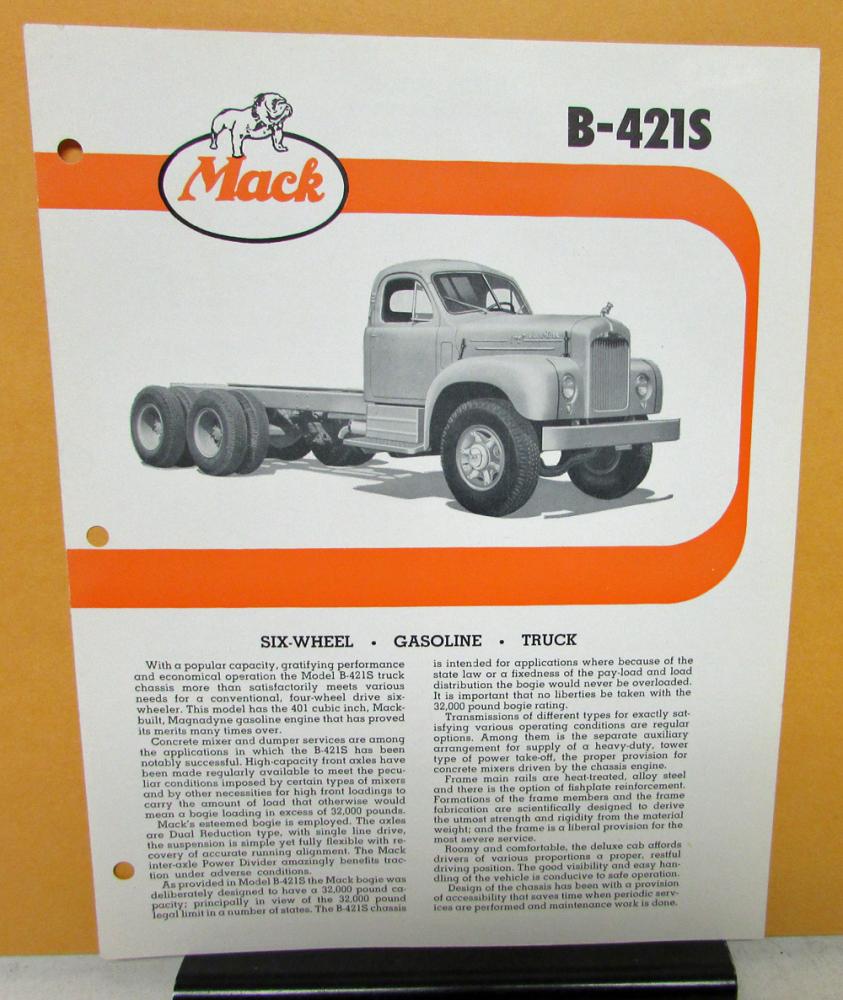 B-421S
Mack
SIX-WHEEL • GASOLINE • TRUCK
With a popular capacity, gratifying performance
and economical operation the Model B-421S truck
chassis more than satisfactorily meets various
needs for a conventional, four-wheel drive six-
wheeler. This model has the 401 cubic inch, Mack-
built, Magnadyne gasoline engine that has proved
its merits many times over.
Concrete mixer and dumper services are among
the applications in which the B-421S has been
notably successful. High-capacity front axles have
been made regularly available to meet the pecu-
liar conditions imposed by certain types of mixers
and by other necessities for high front loadings to
carry the amount of load that otherwise would
mean a bogie loading in excess of 32,000 pounds.
Mack's esteemed bogie is employed. The axles
are Dual Reduction type, with single line drive,
the suspension is simple yet fully flexible with re-
covery of accurate running alignment. The Mack
inter-axle Power Divider amazingly benefits trac-
tion under adverse conditions.
As provided in Model B-421S the Mack bogie was
deliberately designed to have a 32,000 pound ca-
pacity; principally in view of the 32,000 pound
legal limit in a number of states. The B-421S chassis
is intended for applications where because of the
state law or a fixedness of the pay-load and load
distribution the bogie would never be overloaded.
It is important that no liberties be taken with the
32,000 pound bogie rating.
Transmissions of different types for exactly sat-
isfying various operating conditions are regular
options. Among them is the separate auxiliary
arrangement for supply of a heavy-duty, tower
type of power take-off, the proper provision for
concrete mixers driven by the chassis engine.
Frame main rails are heat-treated, alloy steel
and there is the option of fishplate reinforcement.
Formations of the frame members and the frame
fabrication are scientifically designed to derive
the utmost strength and rigidity from the material
weight; and the frame is a liberal provision for the
most severe service.
Roomy and comfortable, the deluxe cab affords
drivers of various proportions a proper, restful
driving position. The good visibility and easy han-
dling of the vehicle is conducive to safe operation.
Design of the chassis has been with a provision
of accessibility that saves time when periodic serv-
ices are performed and maintenance work is done.